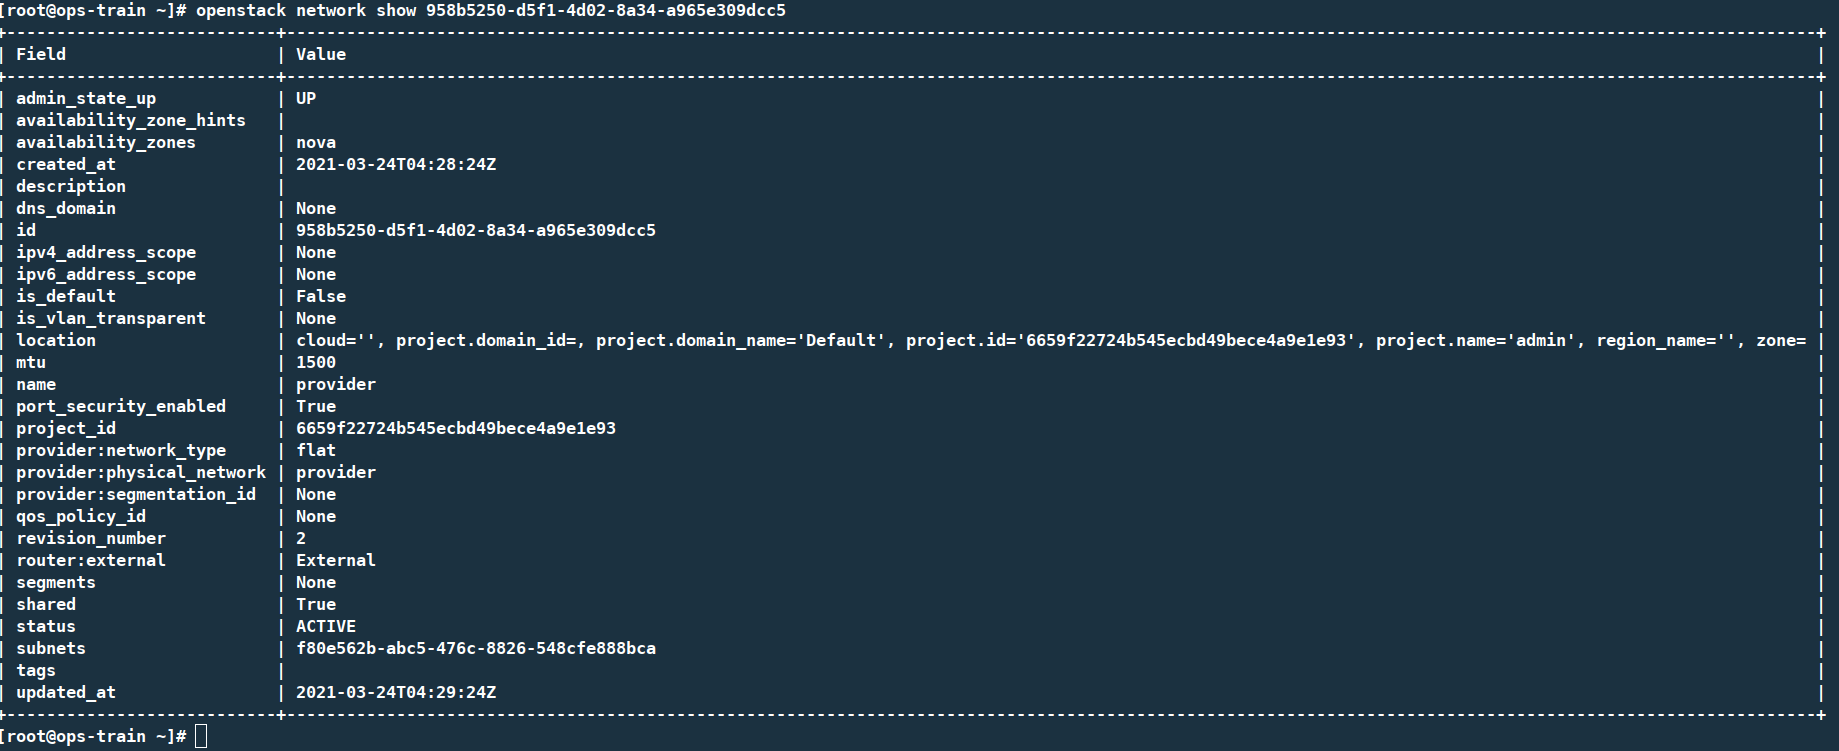 [root@ops-train ~]# openstack network show 958b5250-d5f1-4d02-8a34-a965e309dcc5
+---------------------------+---------------------------------------------------------------------------------------------------------------------------------------------------------+
| Field                     | Value                                                                                                                                                   |
+---------------------------+---------------------------------------------------------------------------------------------------------------------------------------------------------+
| admin_state_up            | UP                                                                                                                                                      |
| availability_zone_hints   |                                                                                                                                                         |
| availability_zones        | nova                                                                                                                                                    |
| created_at                | 2021-03-24T04:28:24Z                                                                                                                                    |
| description               |                                                                                                                                                         |
| dns_domain                | None                                                                                                                                                    |
| id                        | 958b5250-d5f1-4d02-8a34-a965e309dcc5                                                                                                                    |
| ipv4_address_scope        | None                                                                                                                                                    |
| ipv6_address_scope        | None                                                                                                                                                    |
| is_default                | False                                                                                                                                                   |
| is_vlan_transparent       | None                                                                                                                                                    |
| location                  | cloud='', project.domain_id=, project.domain_name='Default', project.id='6659f22724b545ecbd49bece4a9e1e93', project.name='admin', region_name='', zone= |
| mtu                       | 1500                                                                                                                                                    |
| name                      | provider                                                                                                                                                |
| port_security_enabled     | True                                                                                                                                                    |
| project_id                | 6659f22724b545ecbd49bece4a9e1e93                                                                                                                        |
| provider:network_type     | flat                                                                                                                                                    |
| provider:physical_network | provider                                                                                                                                                |
| provider:segmentation_id  | None                                                                                                                                                    |
| qos_policy_id             | None                                                                                                                                                    |
| revision_number           | 2                                                                                                                                                       |
| router:external           | External                                                                                                                                                |
| segments                  | None                                                                                                                                                    |
| shared                    | True                                                                                                                                                    |
| status                    | ACTIVE                                                                                                                                                  |
| subnets                   | f80e562b-abc5-476c-8826-548cfe888bca                                                                                                                    |
| tags                      |                                                                                                                                                         |
| updated_at                | 2021-03-24T04:29:24Z                                                                                                                                    |
+---------------------------+---------------------------------------------------------------------------------------------------------------------------------------------------------+
[root@ops-train ~]#